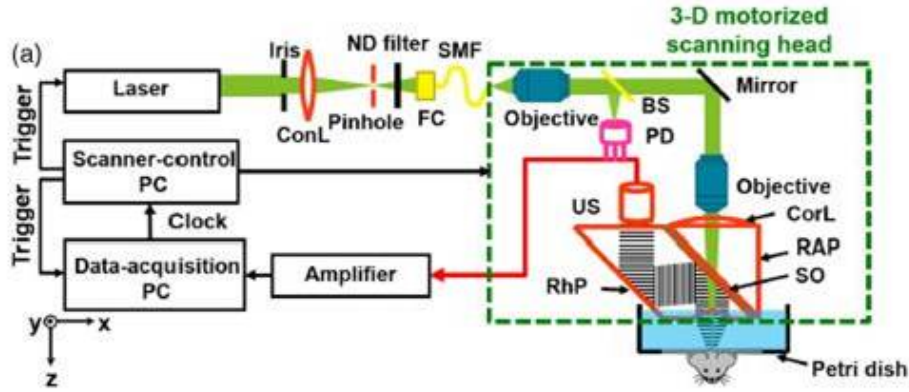 3-D motorized
scanning head
(a)
Iris
ND filter
SMF
Laser
ConL
Pinhole
FC
Objective
BS
PD
Mirror
Trigger
Scanner-control
PC
Objective
US
CorL
Trigger
Clock
RAP
Data-acquisition
PC
Amplifier
RhP
SO
y
x
z
Petri dish